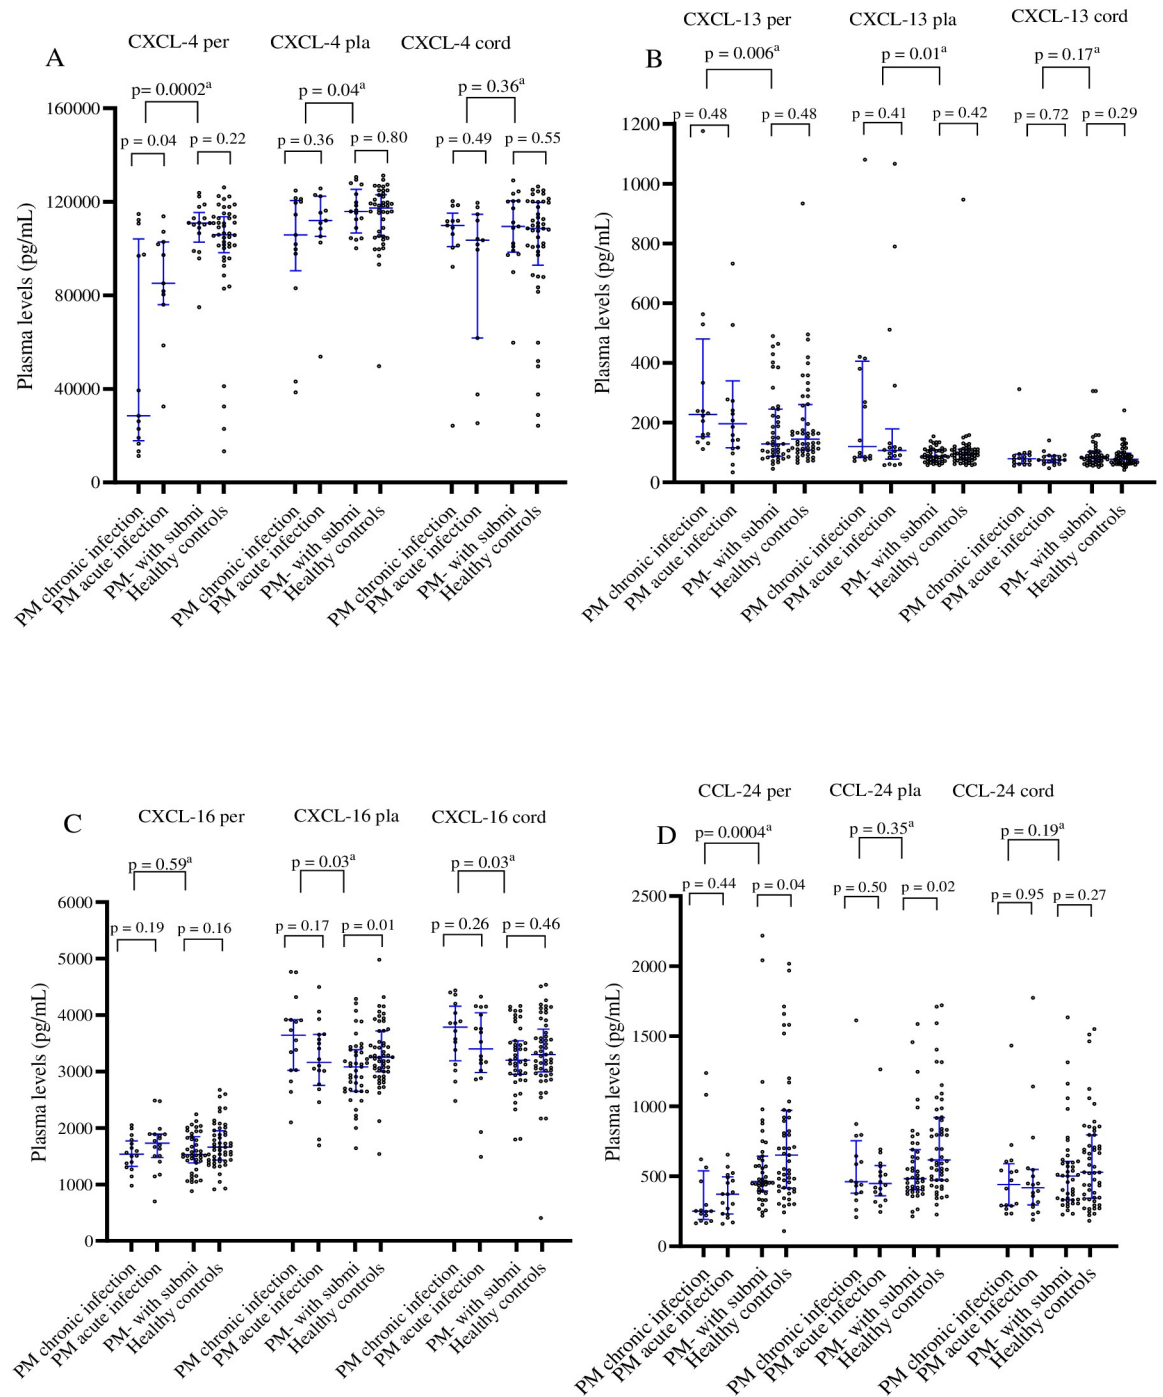 A
CXCL-4 per
CXCL-4 pla
CXCL-4 cord
p= 0.0002a
p = 0.04a
p = 0.36a
p = 0.04
p = 0.22
p = 0.36
p = 0.80
p = 0.49
p = 0.55
Plasma levels (pg/mL)
160000
120000
80000
40000
0
PM chronic infection
PM acute infection
PM- with submi
Healthy controls
PM chronic infection
PM acute infection
PM- with submi
Healthy controls
PM chronic infection
PM acute infection
PM- with submi
Healthy controls
B
CXCL-13 per
CXCL-13 pla
CXCL-13 cord
p = 0.006a
p = 0.01a
p = 0.17a
p = 0.48
p = 0.48
p = 0.41
p = 0.42
p = 0.72
p = 0.29
Plasma levels (pg/mL)
1200
1000
800
600
400
200
0
PM chronic infection
PM acute infection
PM- with submi
Healthy controls
PM chronic infection
PM acute infection
PM- with submi
Healthy controls
PM chronic infection
PM acute infection
PM- with submi
Healthy controls
C
CXCL-16 per
CXCL-16 pla
CXCL-16 cord
p = 0.59a
p = 0.03a
p = 0.03a
p = 0.19
p = 0.16
p = 0.17
p = 0.01
p = 0.26
p = 0.46
Plasma levels (pg/mL)
6000
5000
4000
3000
2000
1000
0
PM chronic infection
PM acute infection
PM- with submi
Healthy controls
PM chronic infection
PM acute infection
PM- with submi
Healthy controls
PM chronic infection
PM acute infection
PM- with submi
Healthy controls
D
CCL-24 per
CCL-24 pla
CCL-24 cord
p= 0.0004a
p = 0.35a
p = 0.19a
p = 0.44
p = 0.04
p = 0.50
p = 0.02
p = 0.95
p = 0.27
Plasma levels (pg/mL)
2500
2000
1500
1000
500
0
PM chronic infection
PM acute infection
PM- with submi
Healthy controls
PM chronic infection
PM acute infection
PM- with submi
Healthy controls
PM chronic infection
PM acute infection
PM- with submi
Healthy controls